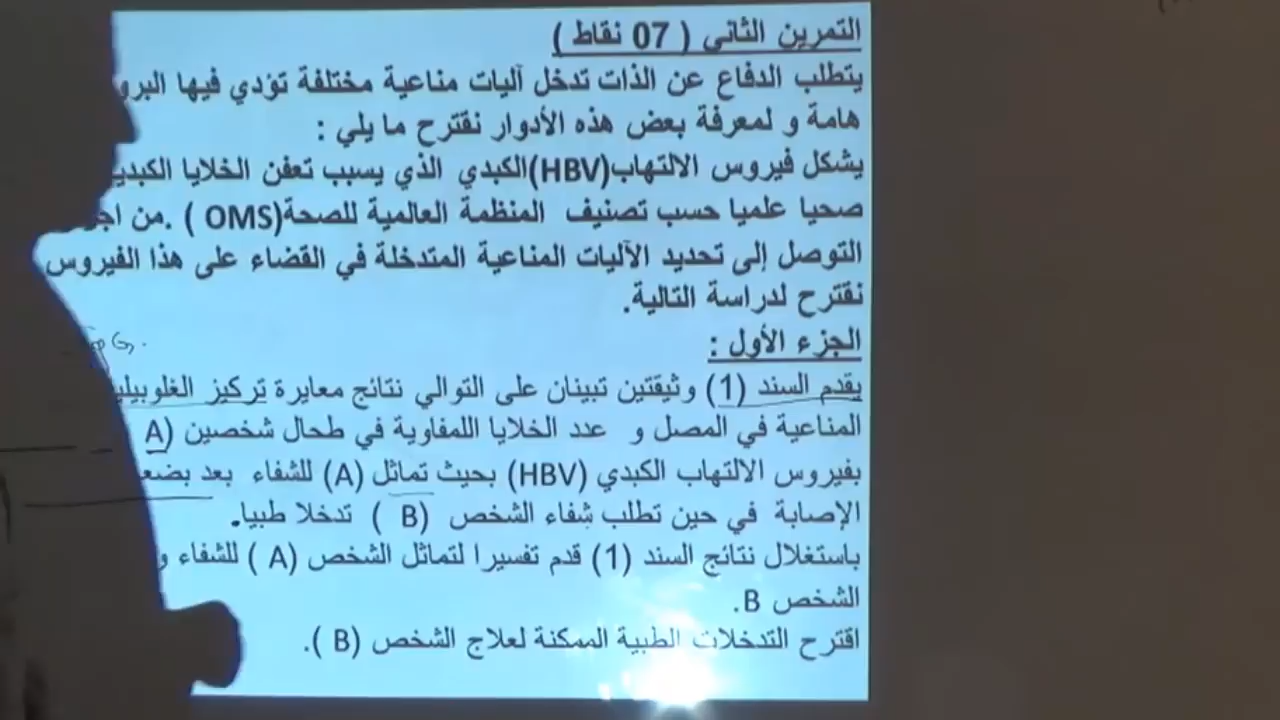 التمرين الثاني ( 07 نقاط )
يتطلب الدفاع عن الذات تدخل آليات مناعية مختلفة تؤدي فيها
هامة و لمعرفة بعض هذه الأدوار نقترح ما يلي :
يشكل فيروس الالتهاب(HBV)الكبدي الذي يسبب تعفن الخلايا
صحيا علميا حسب تصنيف المنظمة العالمية للصحة(OMS ) .من
التوصل إلى تحديد الآليات المناعية المتدخلة في القضاء على هذا الفيروس
نقترح لدراسة التالية.
الجزء الأول :
يقدم السند (1) وثيقتين تبينان على التوالي نتائج معايرة تركيز
المناعية في المصل و عدد الخلايا اللمفاوية في طحال شخصين (A
بفيروس الالتهاب الكبدي (HBV) بحيث تماثل (A) للشفاء بعد
الإصابة في حين تطلب شفاء الشخص (B ) تدخلا طبيا.
باستغلال نتائج السند (1) قدم تفسيرا لتماثل الشخص (A ) للشفاء و
الشخص B.
اقترح التدخلات الطبية الممكنة لعلاج الشخص (B ).